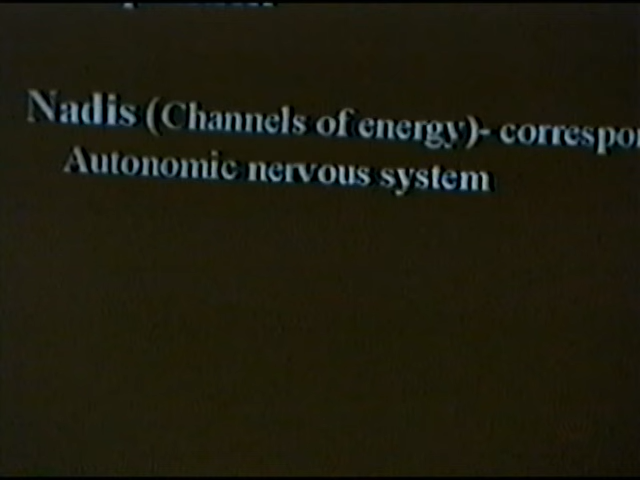 Nadis (Channels of energy)- correspo
Autonomic nervous system